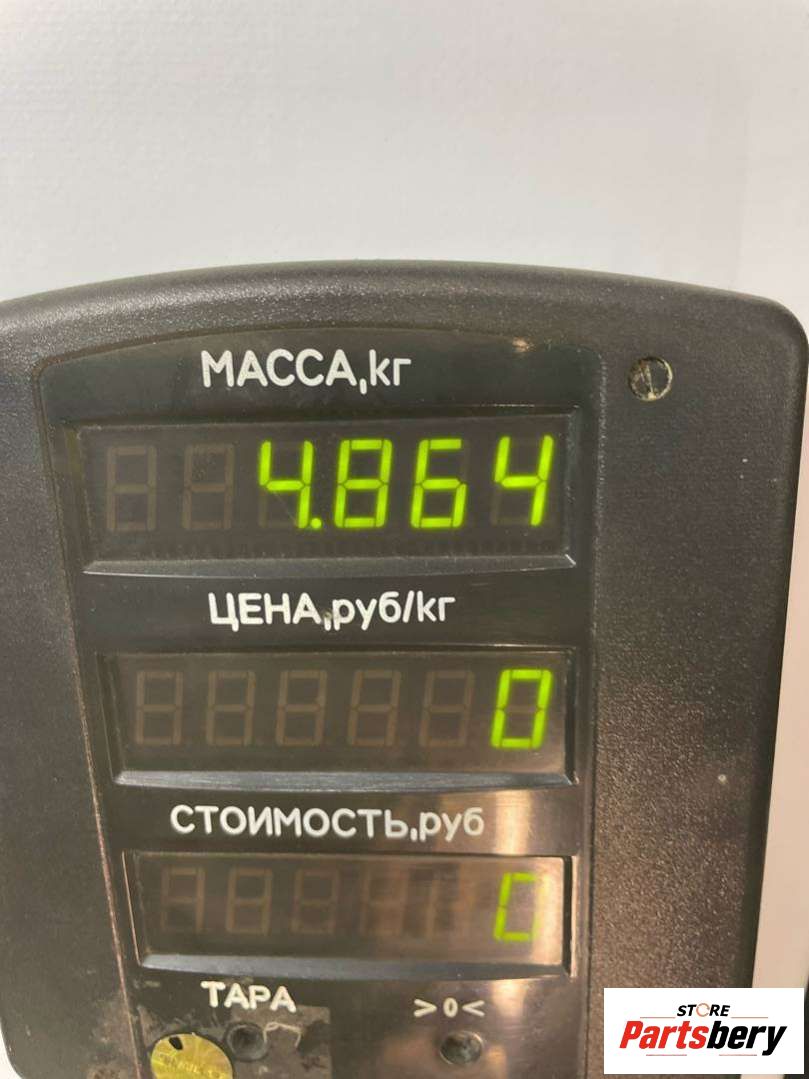 МАССА,кг
4.864
ЦЕНА,руб/кг
0
СТОИМОСТЬ,руб
0
ТАРА
>0<
STORE
Partsbery